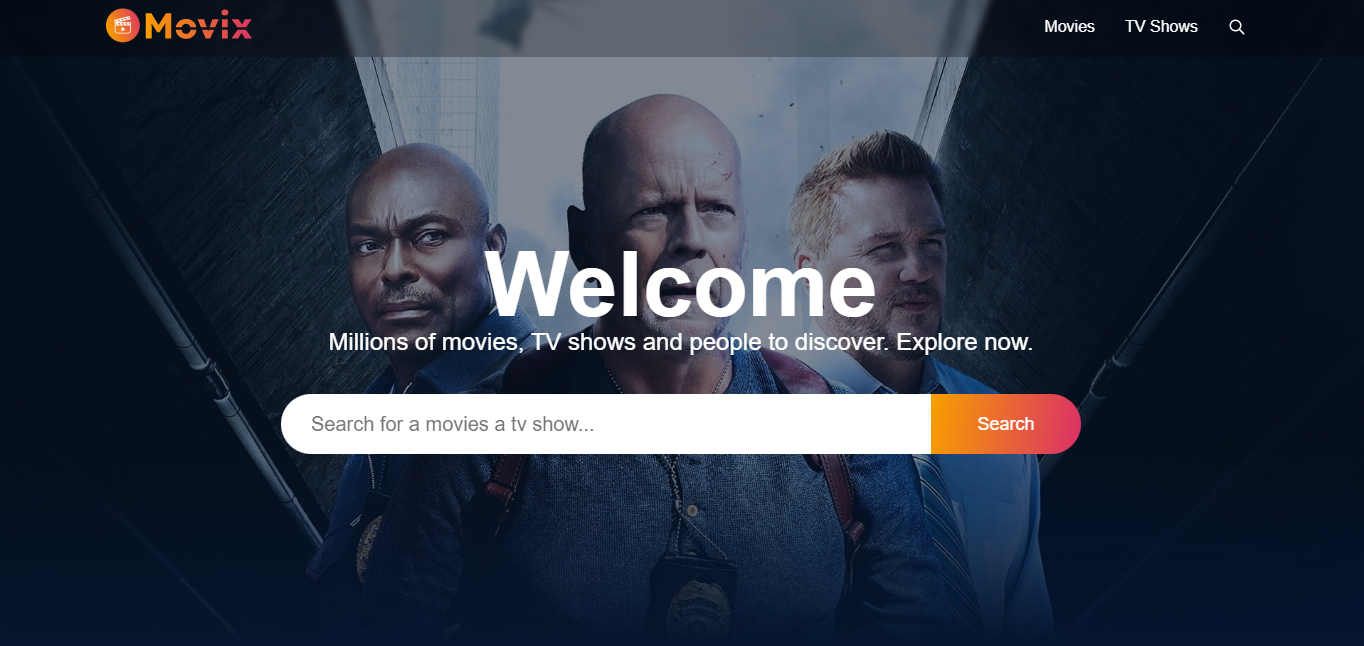 Movix
Movies
TV Shows
Welcome
Millions of movies, TV shows and people to discover. Explore now.
Search for a movies a tv show...
Search